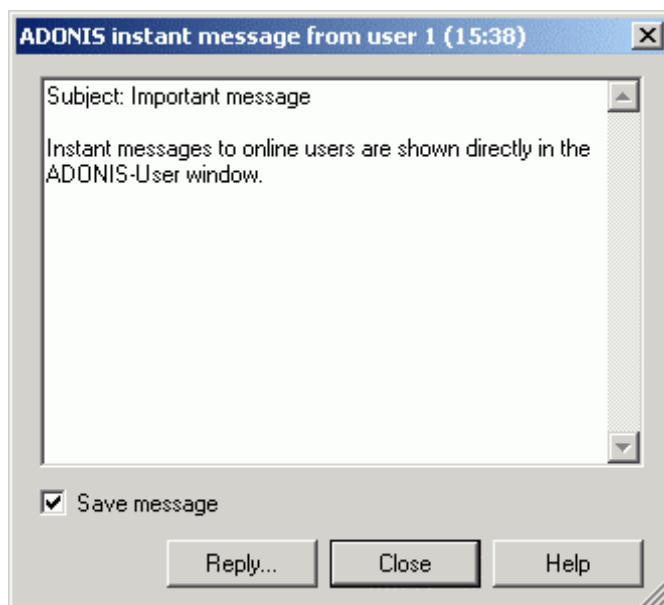 ADONIS instant message from user 1 (15:38)
Subject: Important message
Instant messages to online users are shown directly in the
ADONIS-User window.
Save message
Reply... Close Help